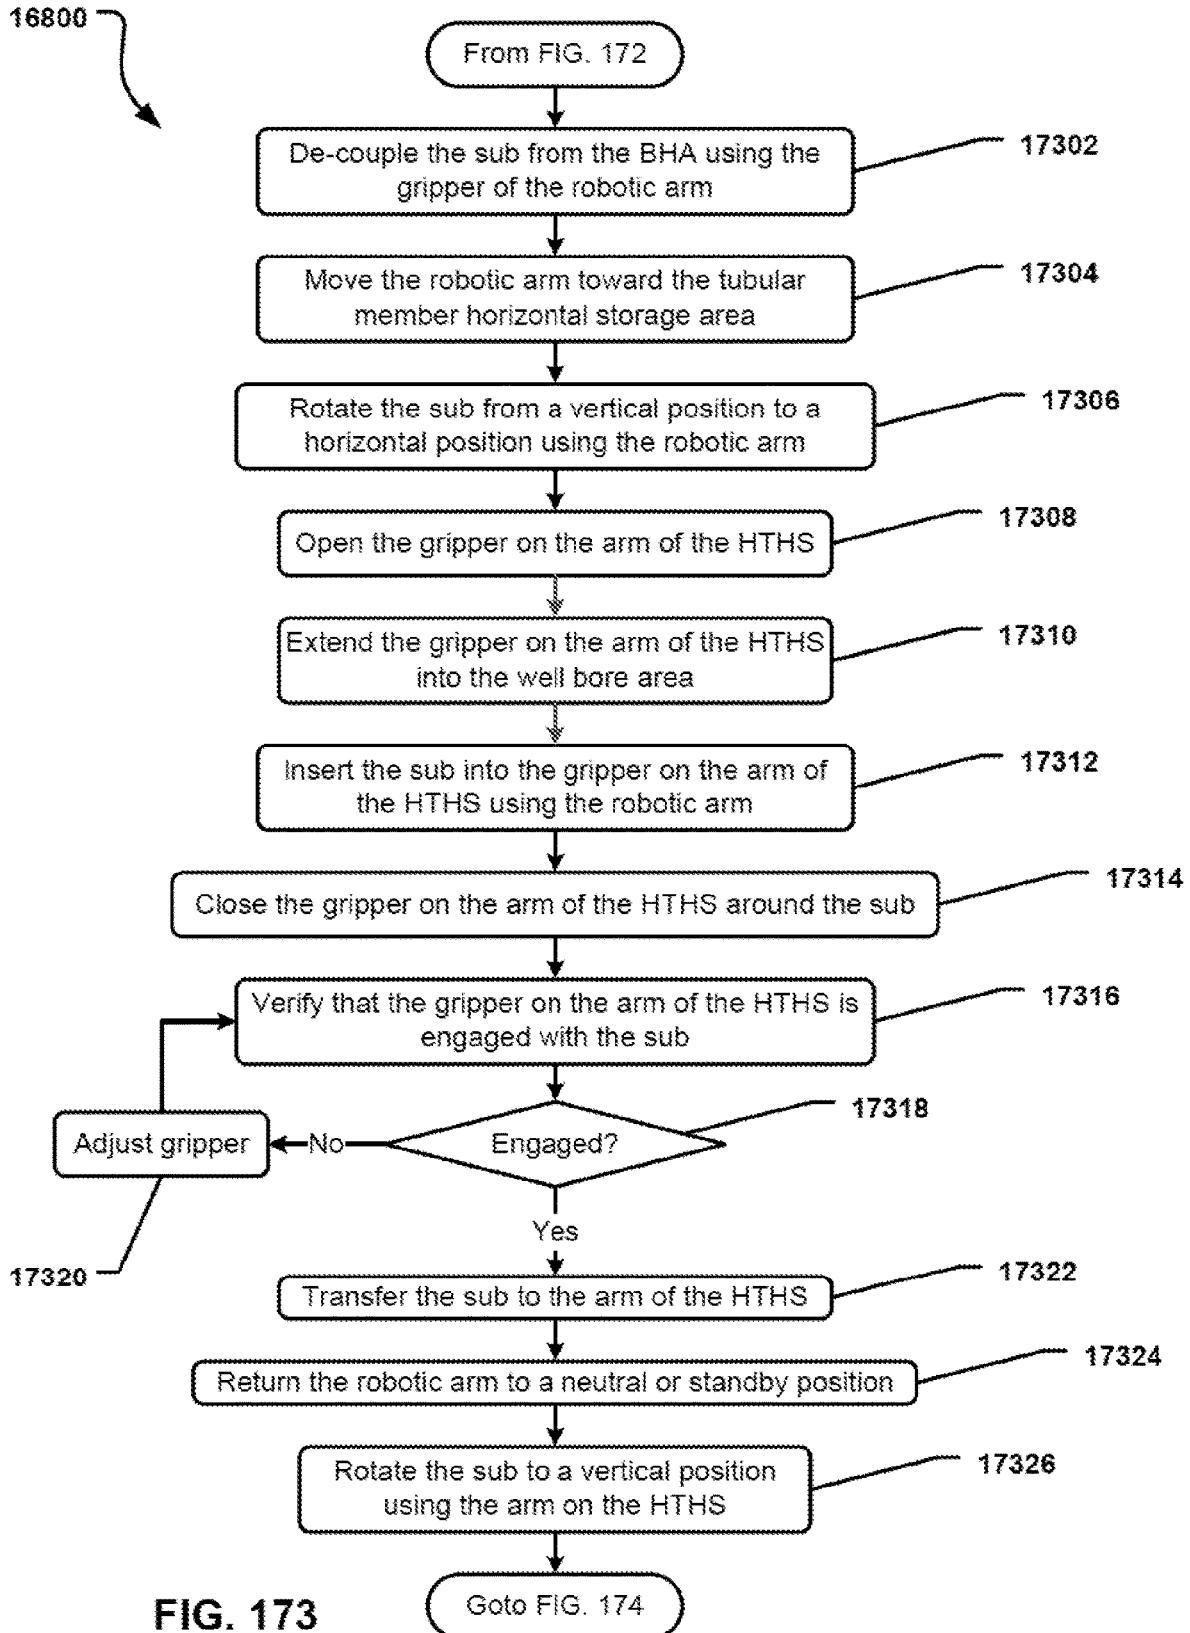 16800
From FIG. 172
De-couple the sub from the BHA using the
gripper of the robotic arm
17302
Move the robotic arm toward the tubular
member horizontal storage area
17304
Rotate the sub from a vertical position to a
horizontal position using the robotic arm
17306
Open the gripper on the arm of the HTHS
17308
Extend the gripper on the arm of the HTHS
into the well bore area
17310
Insert the sub into the gripper on the arm of
the HTHS using the robotic arm
17312
Close the gripper on the arm of the HTHS around the sub
17314
Verify that the gripper on the arm of the HTHS is
engaged with the sub
17316
Engaged?
17318
No
Adjust gripper
17320
Yes
Transfer the sub to the arm of the HTHS
17322
Return the robotic arm to a neutral or standby position
17324
Rotate the sub to a vertical position
using the arm on the HTHS
17326
Goto FIG. 174
FIG. 173